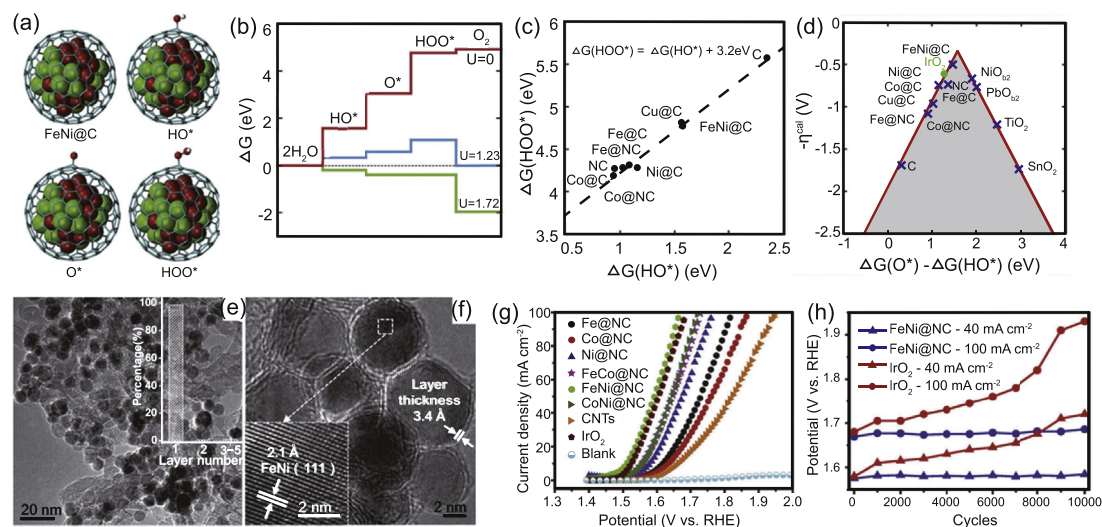 (a)
FeNi@C
HO*
O*
HOO*
(b)
ΔG (eV)
6
4
2
0
-2
2H2O
HO*
O*
HOO*
O2
U=0
U=1.23
U=1.72
(c)
ΔG(HOO*) (eV)
6.0
5.5
5
4.5
4
3.5
ΔG(HOO*) = ΔG(HO*) + 3.2eV
C
Cu@C
FeNi@C
Fe@C
Fe@NC
NC
Ni@C
Co@C
Co@NC
0.5
1.0
1.5
2
2.5
ΔG(HO*) (eV)
(d)
-ηcal (V)
0
-0.5
-1
-1.5
-2
-2.5
FeNi@C
IrO2
Ni@C
Co@C
Cu@C
Fe@NC
NC
Fe@C
Co@NC
NiOb2
PbOb2
TiO2
SnO2
C
-1
0
1
2
3
4
ΔG(O*) - ΔG(HO*) (eV)
(e)
Percentage(%)
100
80
60
40
20
0
1
2
3–5
Layer number
20 nm
(f)
Layer
thickness
3.4 Å
2.1 Å
FeNi (111)
2 nm
2 nm
(g)
Current density (mA cm-2)
100
80
60
40
20
0
Fe@NC
Co@NC
Ni@NC
FeCo@NC
FeNi@NC
CoNi@NC
CNTs
IrO2
Blank
1.3
1.4
1.5
1.6
1.7
1.8
1.9
2.0
Potential (V vs. RHE)
(h)
Potential (V vs. RHE)
1.9
1.8
1.7
1.6
FeNi@NC - 40 mA cm-2
FeNi@NC - 100 mA cm-2
IrO2 - 40 mA cm-2
IrO2 - 100 mA cm-2
0
2000
4000
6000
8000
10000
Cycles